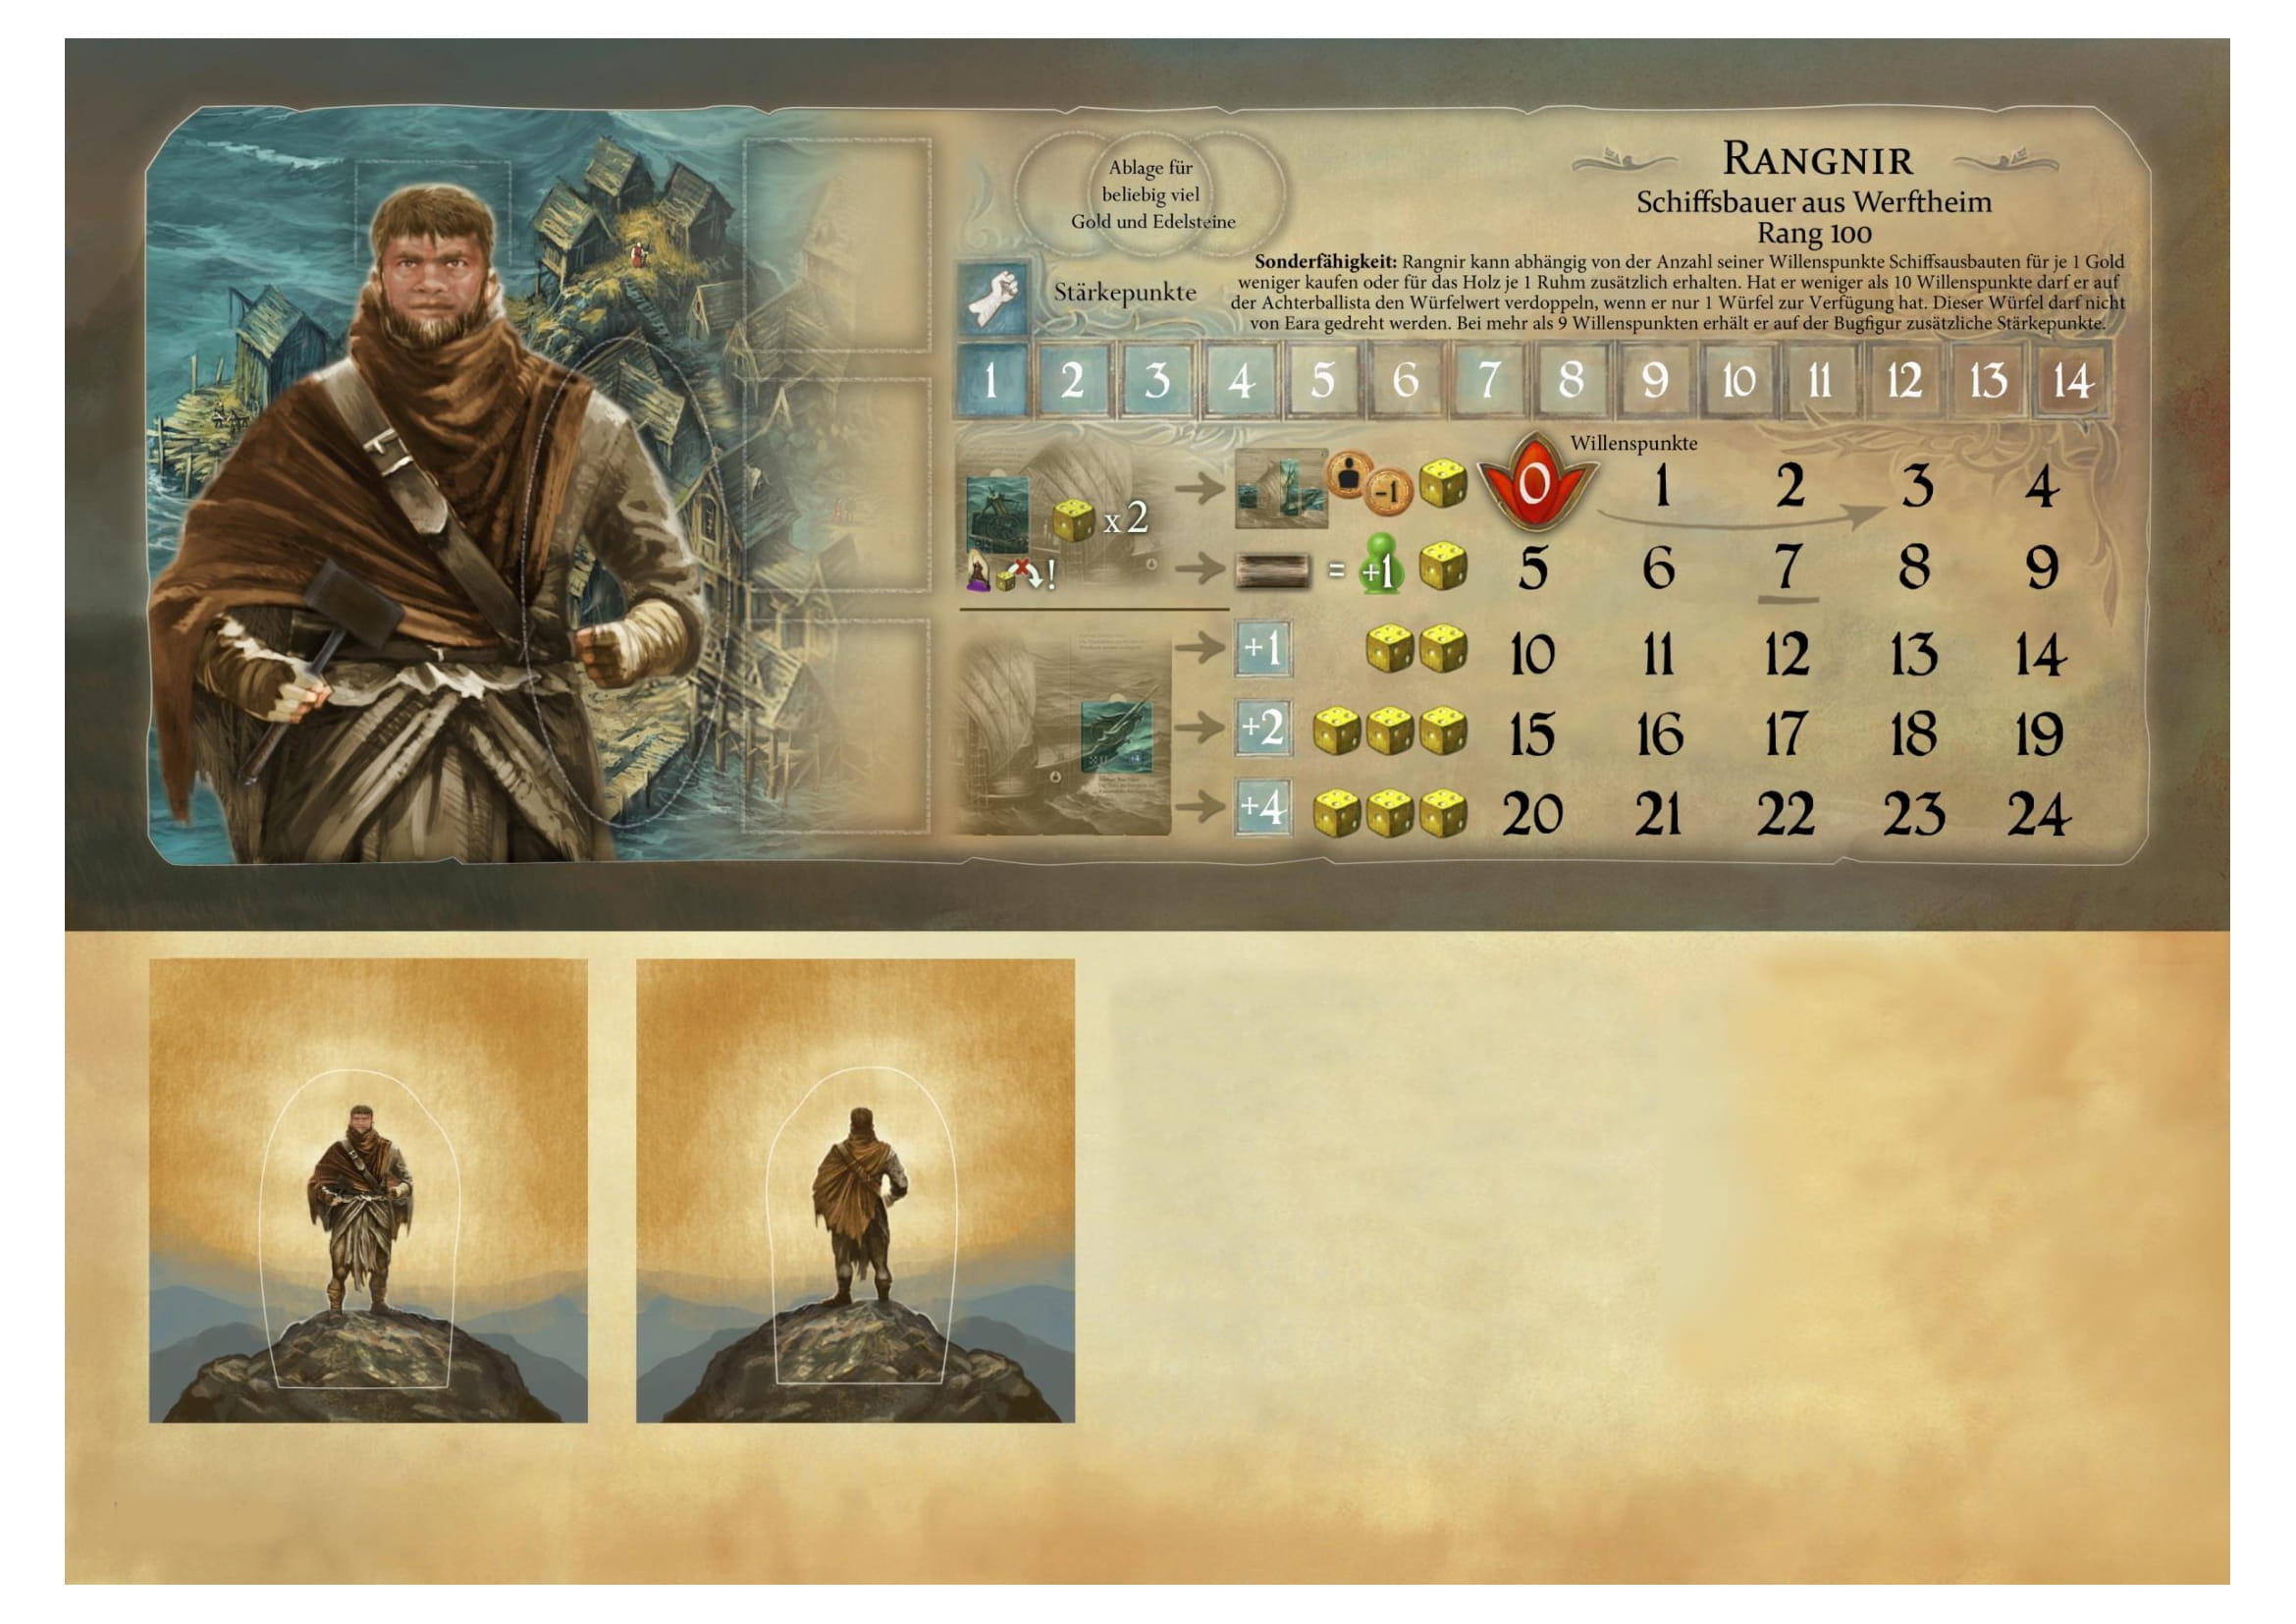 Ablage für
beliebig viel
Gold und Edelsteine
RANGNIR
Schiffsbauer aus Werftheim
Rang 100
Sonderfähigkeit: Rangnir kann abhängig von der Anzahl seiner Willenspunkte Schiffsausbauten für je 1 Gold
weniger kaufen oder für das Holz je 1 Ruhm zusätzlich erhalten. Hat er weniger als 10 Willenspunkte darf er auf
der Achterballista den Würfelwert verdoppeln, wenn er nur 1 Würfel zur Verfügung hat. Dieser Würfel darf nicht
von Eara gedreht werden. Bei mehr als 9 Willenspunkten erhält er auf der Bugfigur zusätzliche Stärkepunkte.
Stärkepunkte
1 2 3 4 5 6 7 8 9 10 11 12 13 14
Willenspunkte
x 2 -1 0 1 2 3 4
! = +1 5 6 7 8 9
+1 10 11 12 13 14
+2 15 16 17 18 19
+4 20 21 22 23 24